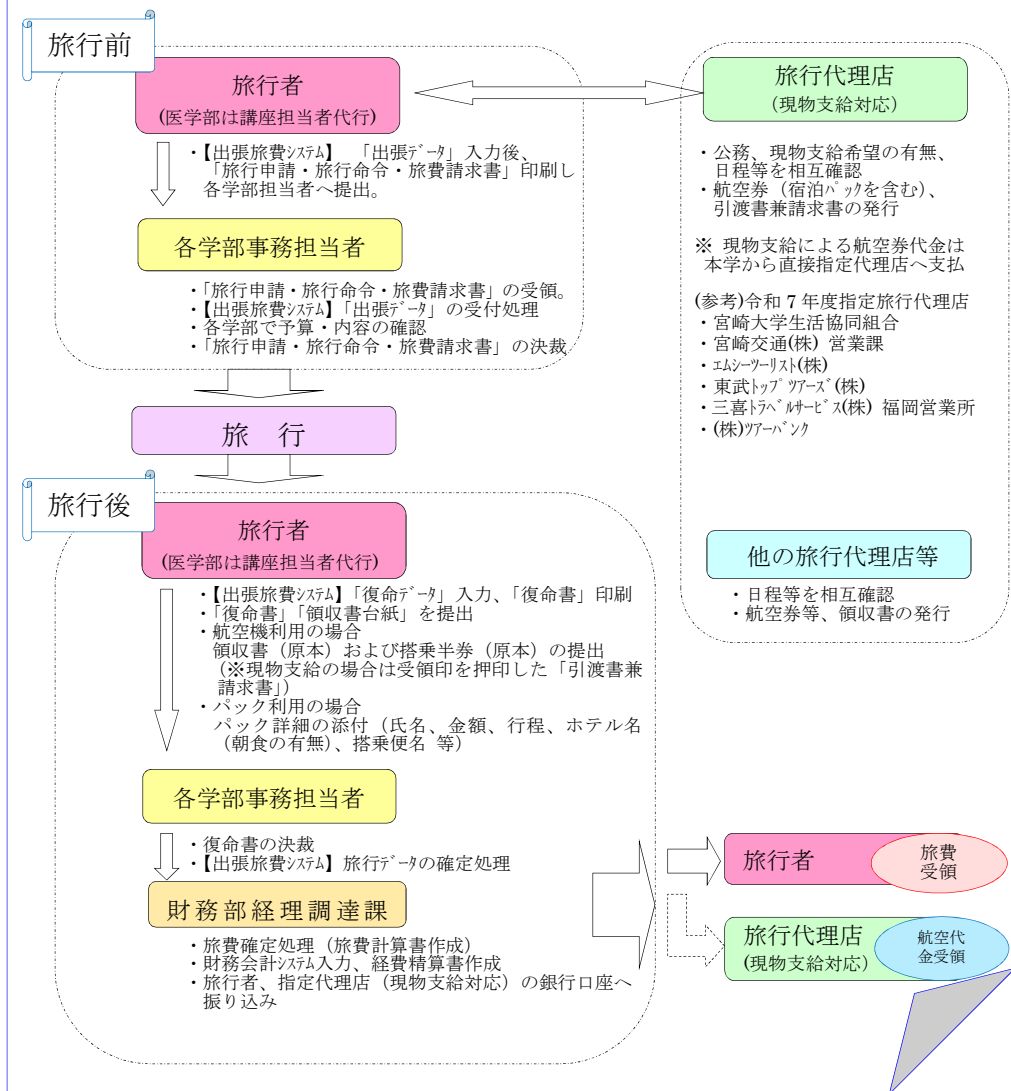 旅行前
旅行者
(医学部は講座担当者代行)
・【出張旅費ｼｽﾃﾑ】　「出張ﾃﾞｰﾀ」入力後、
「旅行申請・旅行命令・旅費請求書」印刷し
各学部担当者へ提出。
各学部事務担当者
・「旅行申請・旅行命令・旅費請求書」の受領。
・【出張旅費ｼｽﾃﾑ】「出張ﾃﾞｰﾀ」の受付処理
・各学部で予算・内容の確認
・「旅行申請・旅行命令・旅費請求書」の決裁
旅行代理店
(現物支給対応)
・公務、現物支給希望の有無、
日程等を相互確認
・航空券（宿泊ﾊﾟｯｸを含む）、
引渡書兼請求書の発行
※ 現物支給による航空券代金は
本学から直接指定代理店へ支払
(参考)令和 7 年度指定旅行代理店
・宮崎大学生活協同組合
・宮崎交通(株) 営業課
・ｴﾑｼｰﾂｰﾘｽﾄ(株)
・東武ﾄｯﾌﾟﾂｱｰｽﾞ(株)
・三喜ﾄﾗﾍﾞﾙｻｰﾋﾞｽ(株) 福岡営業所
・(株)ﾂｱｰﾊﾞﾝｸ
他の旅行代理店等
・日程等を相互確認
・航空券等、領収書の発行
旅　行
旅行後
旅行者
(医学部は講座担当者代行)
・【出張旅費ｼｽﾃﾑ】「復命ﾃﾞｰﾀ」入力、「復命書」印刷
・「復命書」「領収書台紙」を提出
・航空機利用の場合
領収書（原本）および搭乗半券（原本）の提出
(※現物支給の場合は受領印を押印した「引渡書兼
請求書」)
・パック利用の場合
パック詳細の添付（氏名、金額、行程、ホテル名
（朝食の有無）、搭乗便名 等）
各学部事務担当者
・復命書の決裁
・【出張旅費ｼｽﾃﾑ】旅行ﾃﾞｰﾀの確定処理
財務部経理調達課
・旅費確定処理（旅費計算書作成）
・財務会計ｼｽﾃﾑ入力、経費精算書作成
・旅行者、指定代理店（現物支給対応）の銀行口座へ
振り込み
旅行者
旅費
受領
旅行代理店
(現物支給対応)
航空代
金受領